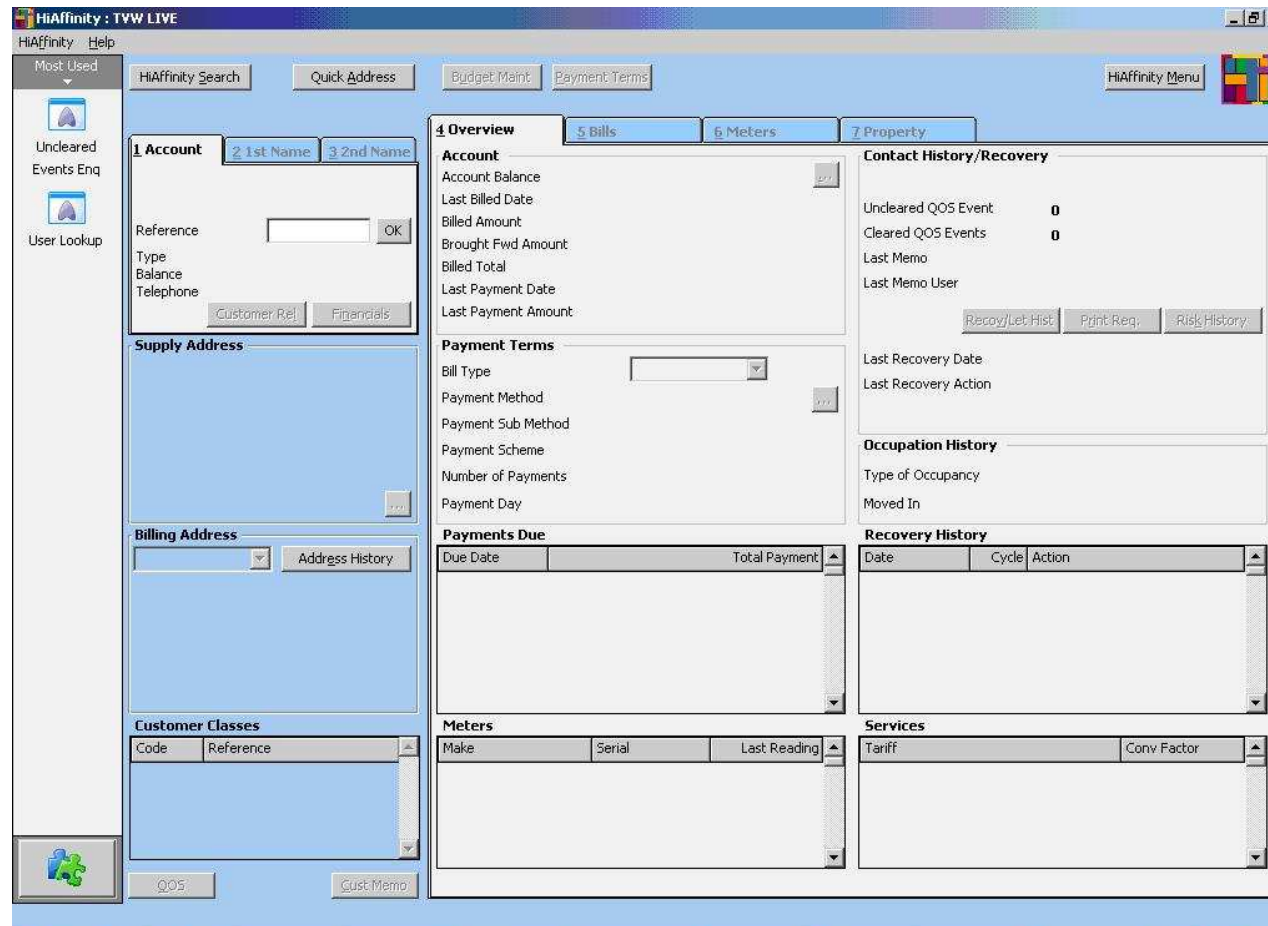 HiAffinity : TVW LIVE
HiAffinity Help
Most Used
Uncleared
Events Enq
User Lookup
HiAffinity Search Quick Address Budget Maint Payment Terms HiAffinity Menu
1 Account 2 1st Name 3 2nd Name
Reference OK
Type
Balance
Telephone
Customer Rel Financials
Supply Address
...
Billing Address
Address History
Customer Classes
Code Reference
QOS Cust Memo
4 Overview 5 Bills 6 Meters 7 Property
Account
Account Balance ...
Last Billed Date
Billed Amount
Brought Fwd Amount
Billed Total
Last Payment Date
Last Payment Amount
Payment Terms
Bill Type
Payment Method ...
Payment Sub Method
Payment Scheme
Number of Payments
Payment Day
Payments Due
Due Date Total Payment
Meters
Make Serial Last Reading
Contact History/Recovery
Uncleared QOS Event 0
Cleared QOS Events 0
Last Memo
Last Memo User
Recov/Let Hist Print Req. Risk History
Last Recovery Date
Last Recovery Action
Occupation History
Type of Occupancy
Moved In
Recovery History
Date Cycle Action
Services
Tariff Conv Factor